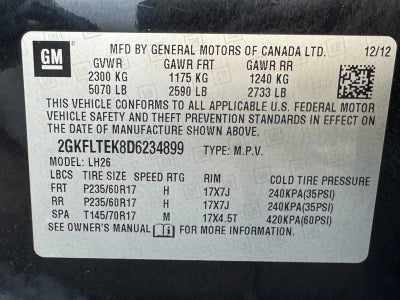 GM
MFD BY GENERAL MOTORS OF CANADA LTD. 12/12
GVWR GAWR FRT GAWR RR
2300 KG 1175 KG 1240 KG
5070 LB 2590 LB 2733 LB
THIS VEHICLE CONFORMS TO ALL APPLICABLE U.S. FEDERAL MOTOR
VEHICLE SAFETY AND THEFT PREVENTION STANDARDS IN EFFECT ON
THE DATE OF MANUFACTURE SHOWN ABOVE.
2GKFLTEK8D6234899 TYPE: M.P.V.
MODEL: LH26
LBCS TIRE SIZE SPEED RTG RIM COLD TIRE PRESSURE
FRT P235/60R17 H 17X7J 240KPA(35PSI)
RR P235/60R17 H 17X7J 240KPA(35PSI)
SPA T145/70R17 M 17X4.5T 420KPA(60PSI)
SEE OWNER'S MANUAL FOR MORE INFORMATION.